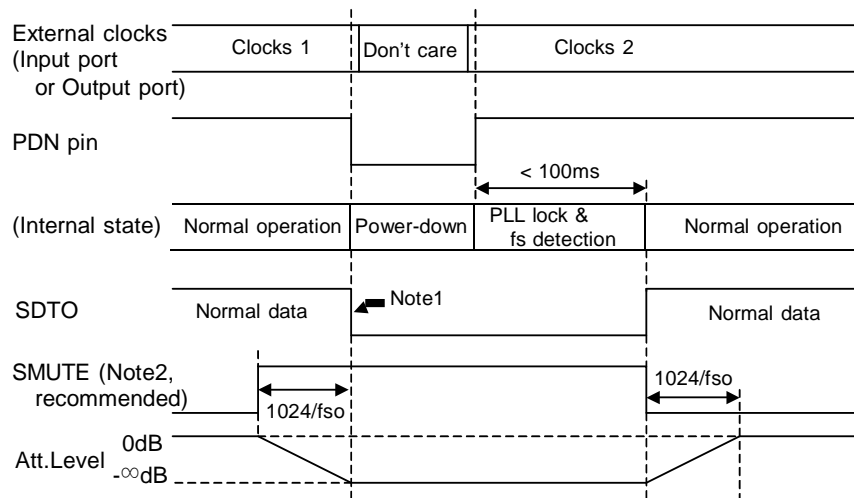 External clocks
(Input port
or Output port)
Clocks 1
Don't care
Clocks 2
PDN pin
< 100ms
(Internal state)
Normal operation
Power-down
PLL lock &
fs detection
Normal operation
SDTO
Normal data
Note1
Normal data
SMUTE (Note2,
recommended)
1024/fso
1024/fso
Att.Level
0dB
-∞dB